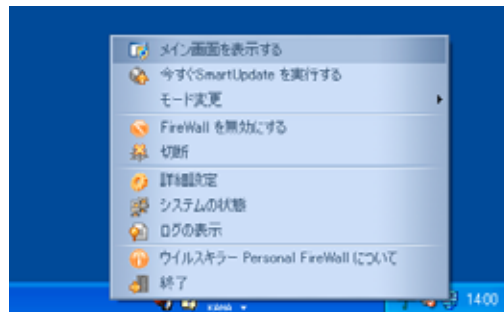 メイン画面を表示する
今すぐSmartUpdate を実行する
モード変更
FireWall を無効にする
切断
詳細設定
システムの状態
ログの表示
ウイルスキラー Personal FireWall について
終了
KANA
14:00